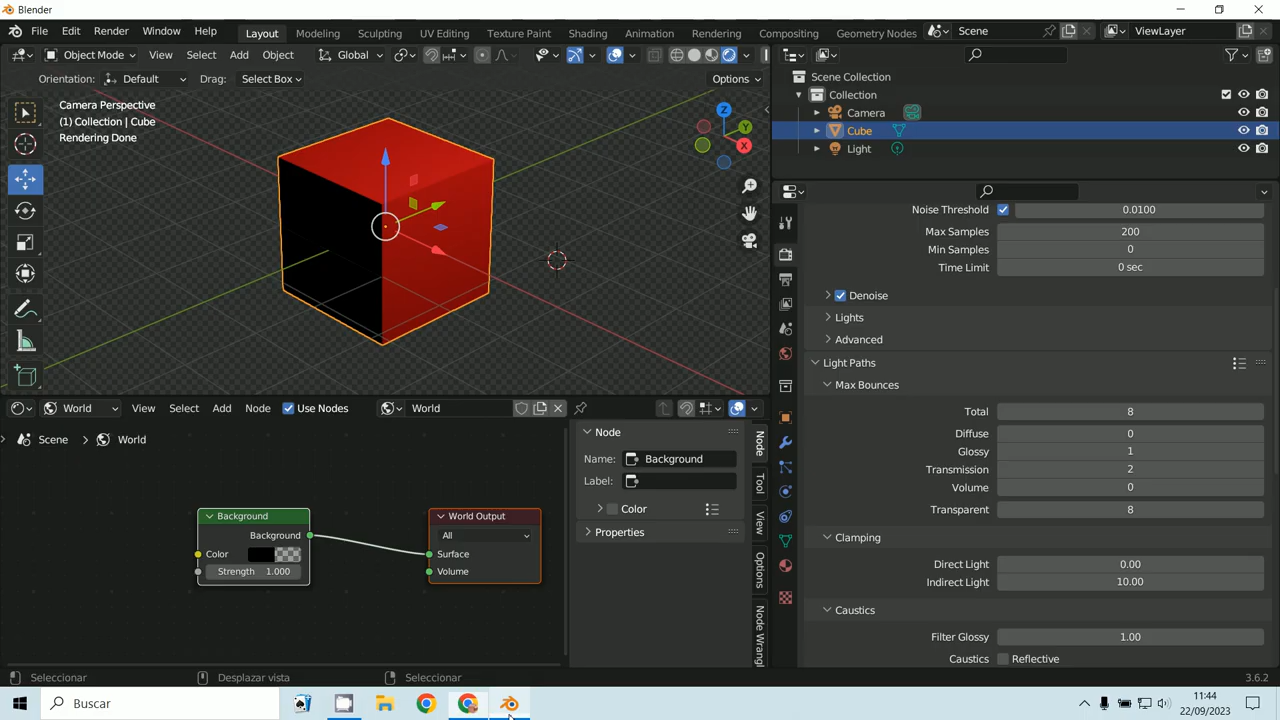 Blender
File Edit Render Window Help
Layout Modeling Sculpting UV Editing Texture Paint Shading Animation Rendering Compositing Geometry Nodes
Scene
ViewLayer
Object Mode View Select Add Object
Global
Orientation: Default Drag: Select Box
Options
Camera Perspective
(1) Collection | Cube
Rendering Done
Z
Y
X
Scene Collection
Collection
Camera
Cube
Light
Noise Threshold 0.0100
Max Samples 200
Min Samples 0
Time Limit 0 sec
Denoise
Lights
Advanced
Light Paths
Max Bounces
Total 8
Diffuse 0
Glossy 1
Transmission 2
Volume 0
Transparent 8
Clamping
Direct Light 0.00
Indirect Light 10.00
Caustics
Filter Glossy 1.00
Caustics Reflective
World View Select Add Node Use Nodes World
Scene World
Background
Background
Color
Strength 1.000
World Output
All
Surface
Volume
Node
Name: Background
Label:
Color
Properties
Node
Tool
View
Options
Node Wrangl
Seleccionar Desplazar vista Seleccionar 3.6.2
Buscar
11:44
22/09/2023